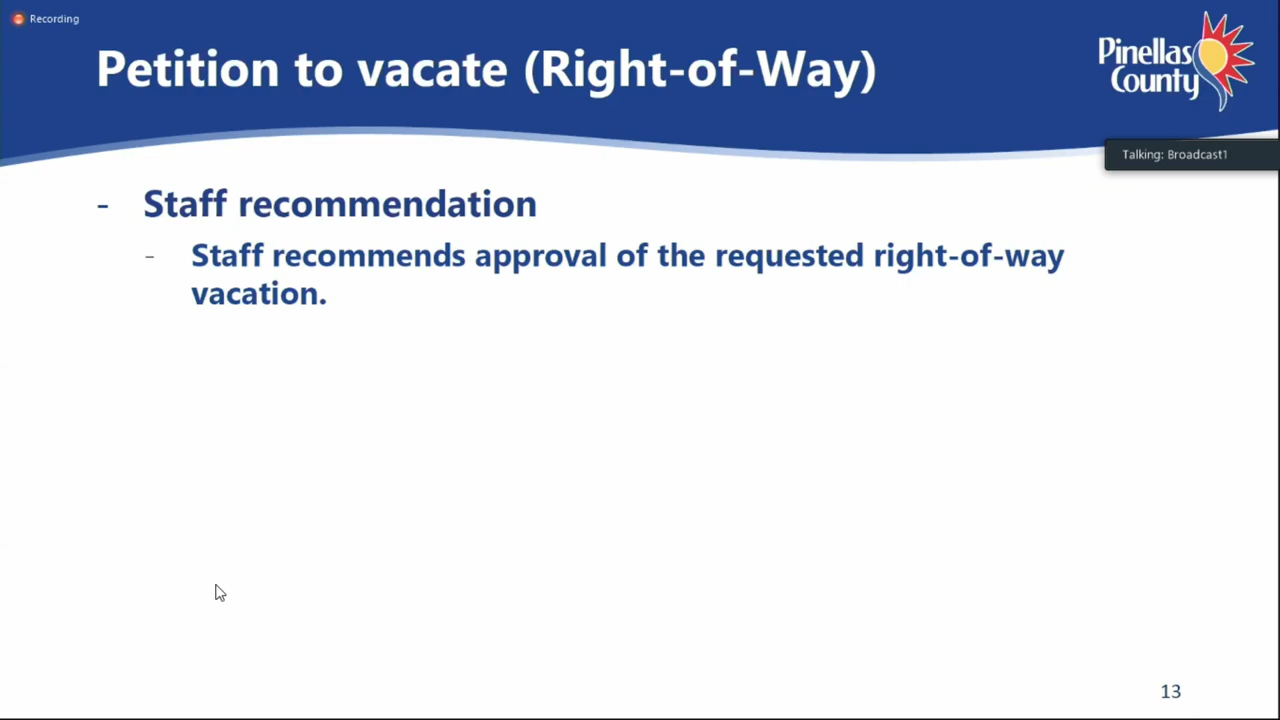 Recording
Petition to vacate (Right-of-Way)
Pinellas
County
Talking: Broadcast1
- Staff recommendation
- Staff recommends approval of the requested right-of-way
vacation.
13